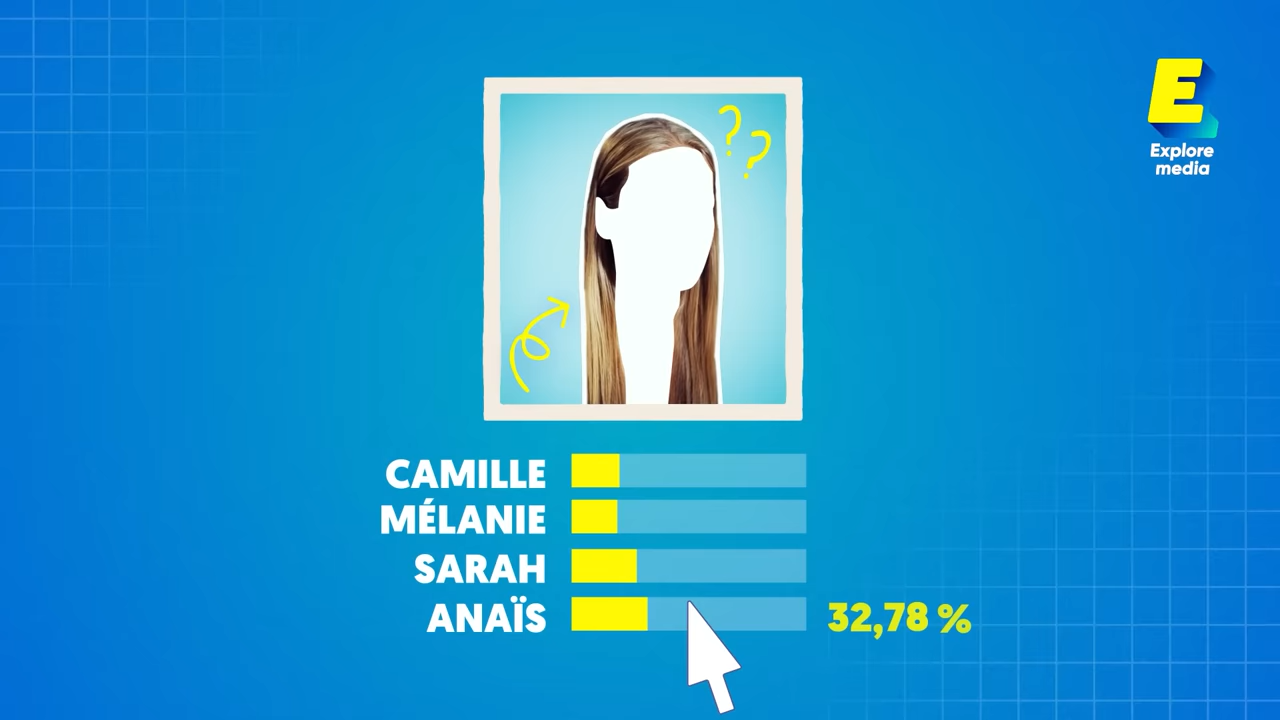 E
Explore
media
??
CAMILLE
MÉLANIE
SARAH
ANAÏS 32,78 %